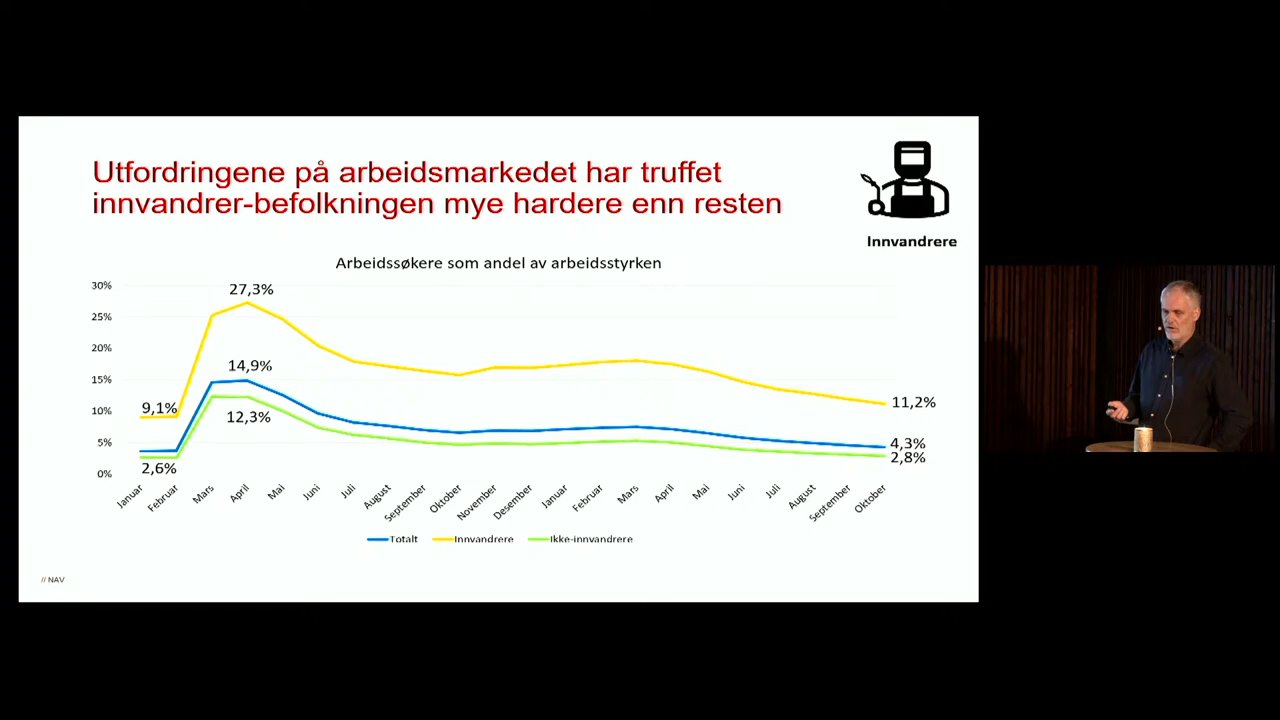 Utfordringene på arbeidsmarkedet har truffet
innvandrer-befolkningen mye hardere enn resten
Innvandrere
Arbeidssøkere som andel av arbeidsstyrken
30%
25%
20%
15%
10%
5%
0%
27,3%
14,9%
12,3%
9,1%
2,6%
11,2%
4,3%
2,8%
Januar
Februar
Mars
April
Mai
Juni
Juli
August
September
Oktober
November
Desember
Januar
Februar
Mars
April
Mai
Juni
Juli
August
September
Oktober
Totalt
Innvandrere
Ikke-innvandrere
// NAV